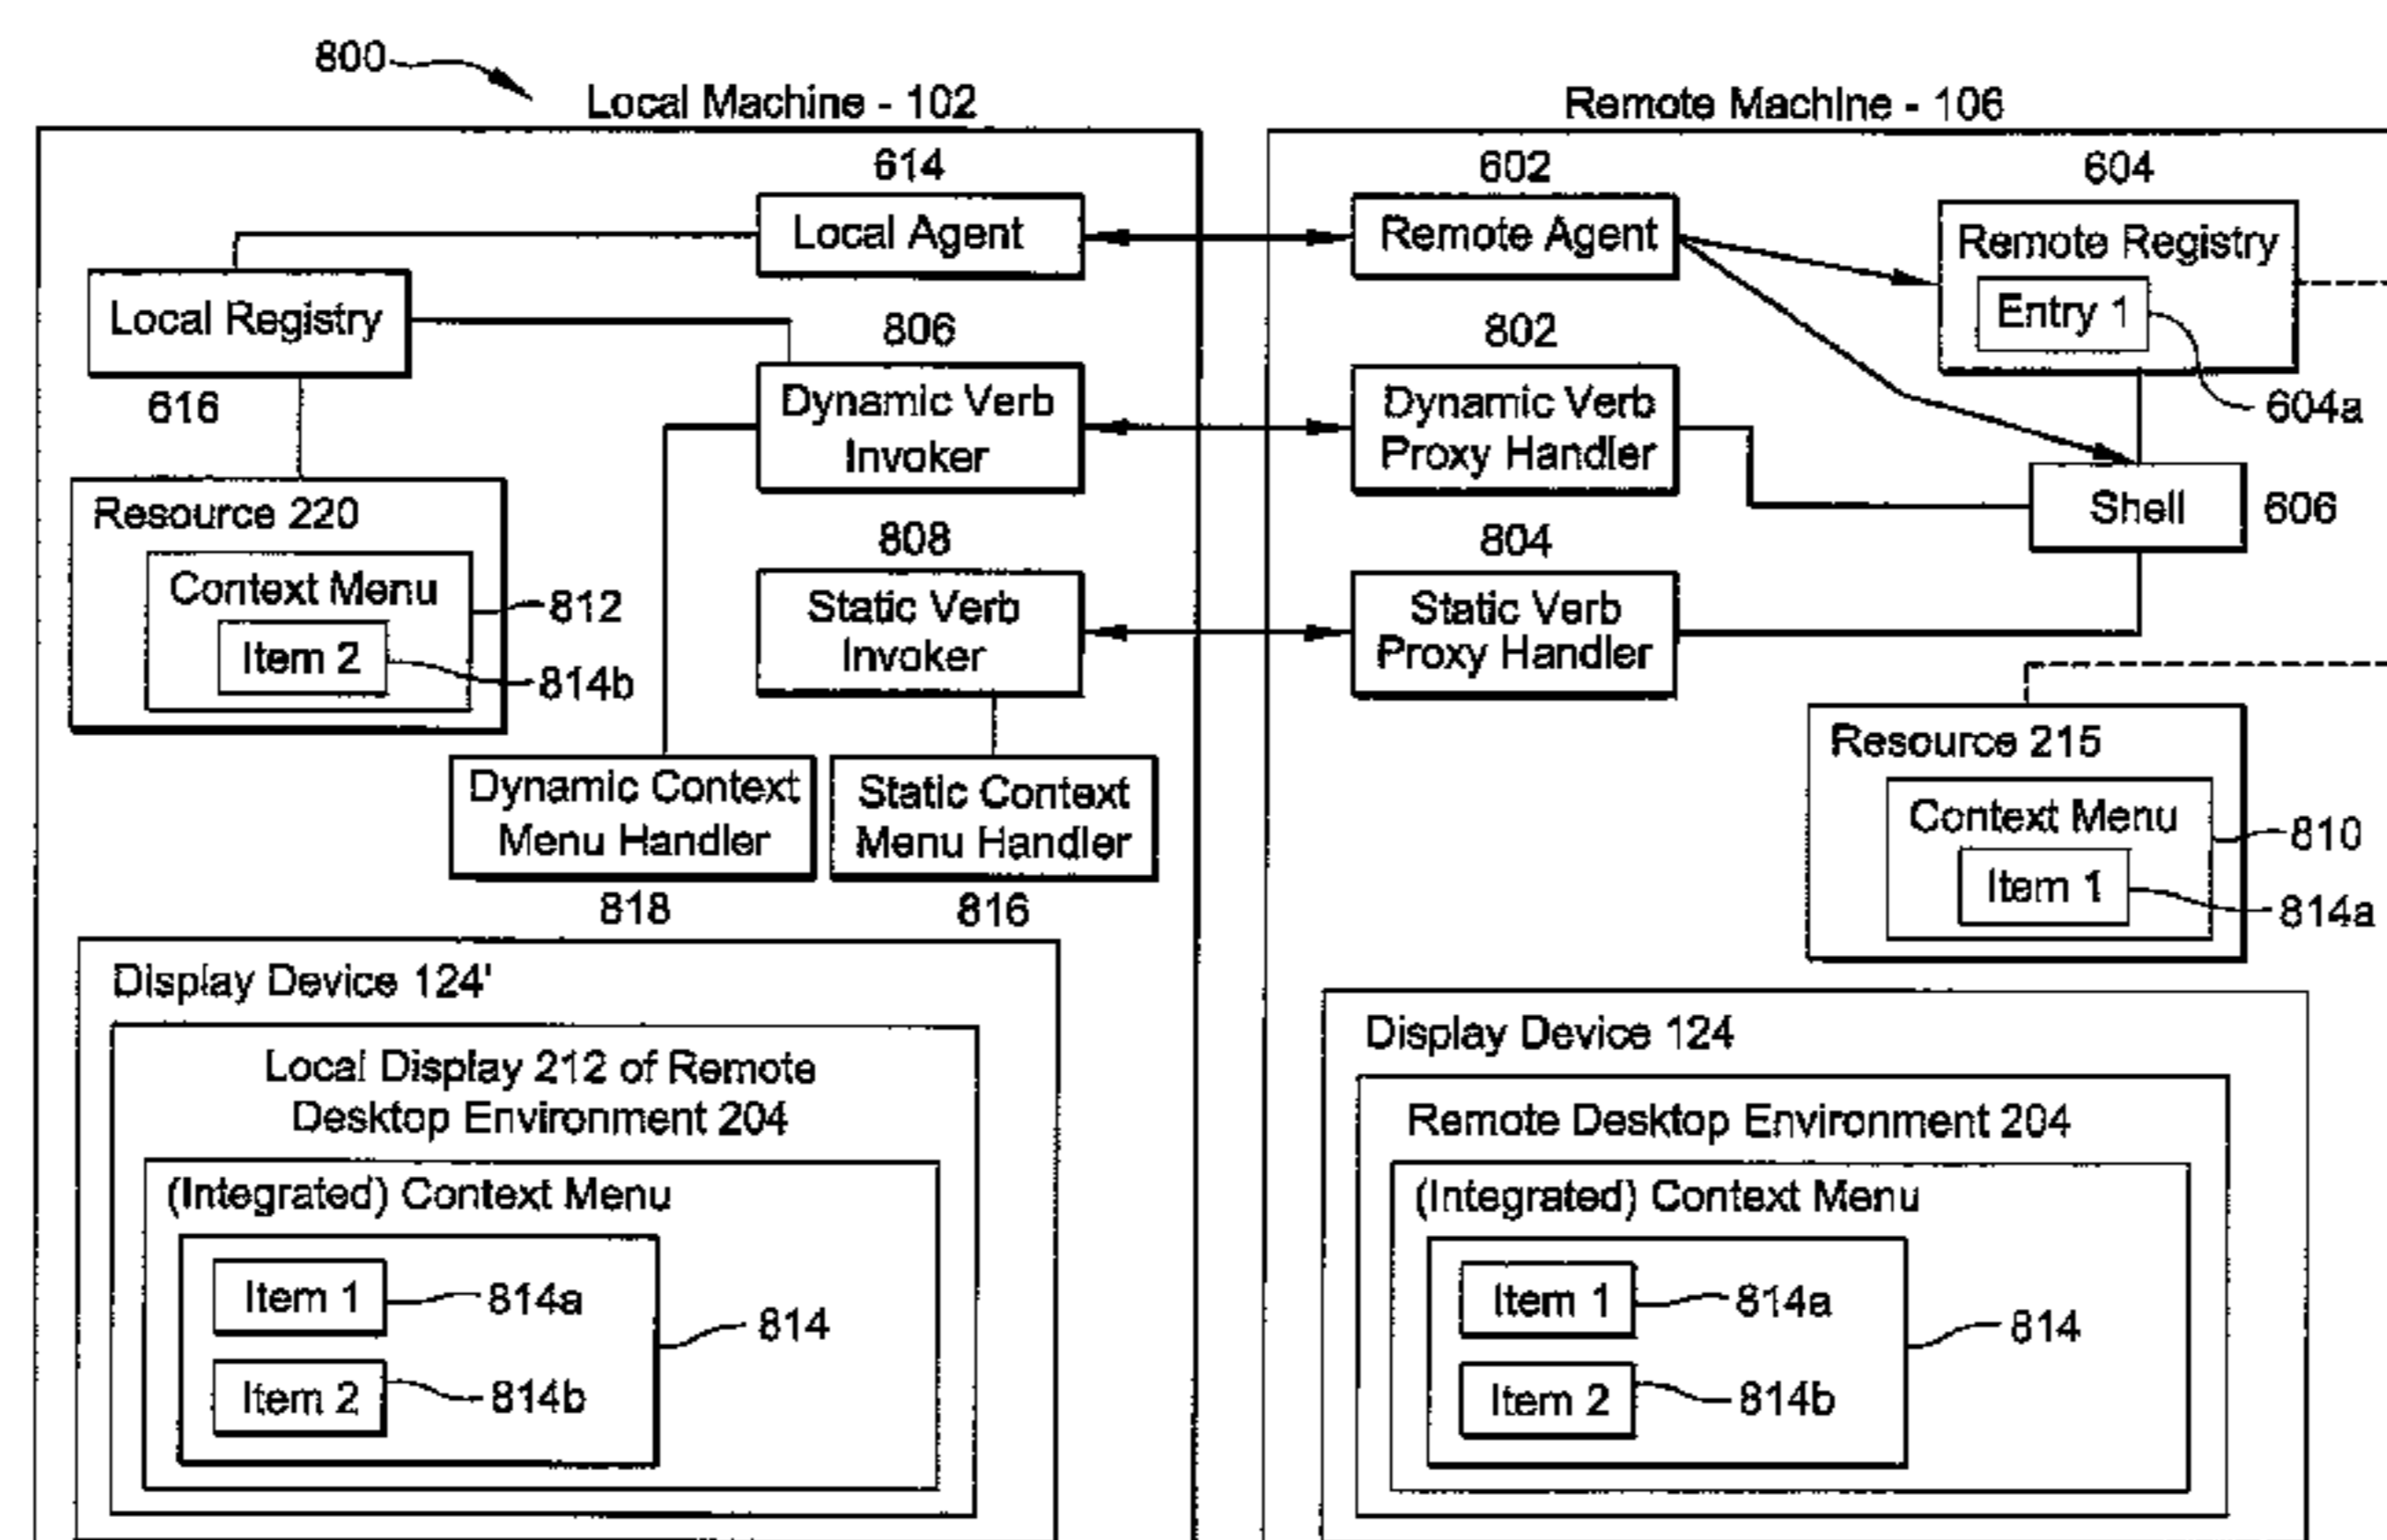 800
Local Machine - 102
614
Local Agent
Local Registry
616
806
Dynamic Verb
Invoker
Resource 220
Context Menu
812
Item 2
814b
808
Static Verb
Invoker
Dynamic Context
Menu Handler
818
Static Context
Menu Handler
816
Display Device 124'
Local Display 212 of Remote
Desktop Environment 204
(Integrated) Context Menu
Item 1
814a
814
Item 2
814b
Remote Machine - 106
602
Remote Agent
604
Remote Registry
Entry 1
604a
802
Dynamic Verb
Proxy Handler
Shell
606
804
Static Verb
Proxy Handler
Resource 215
Context Menu
810
Item 1
814a
Display Device 124
Remote Desktop Environment 204
(Integrated) Context Menu
Item 1
814a
814
Item 2
814b